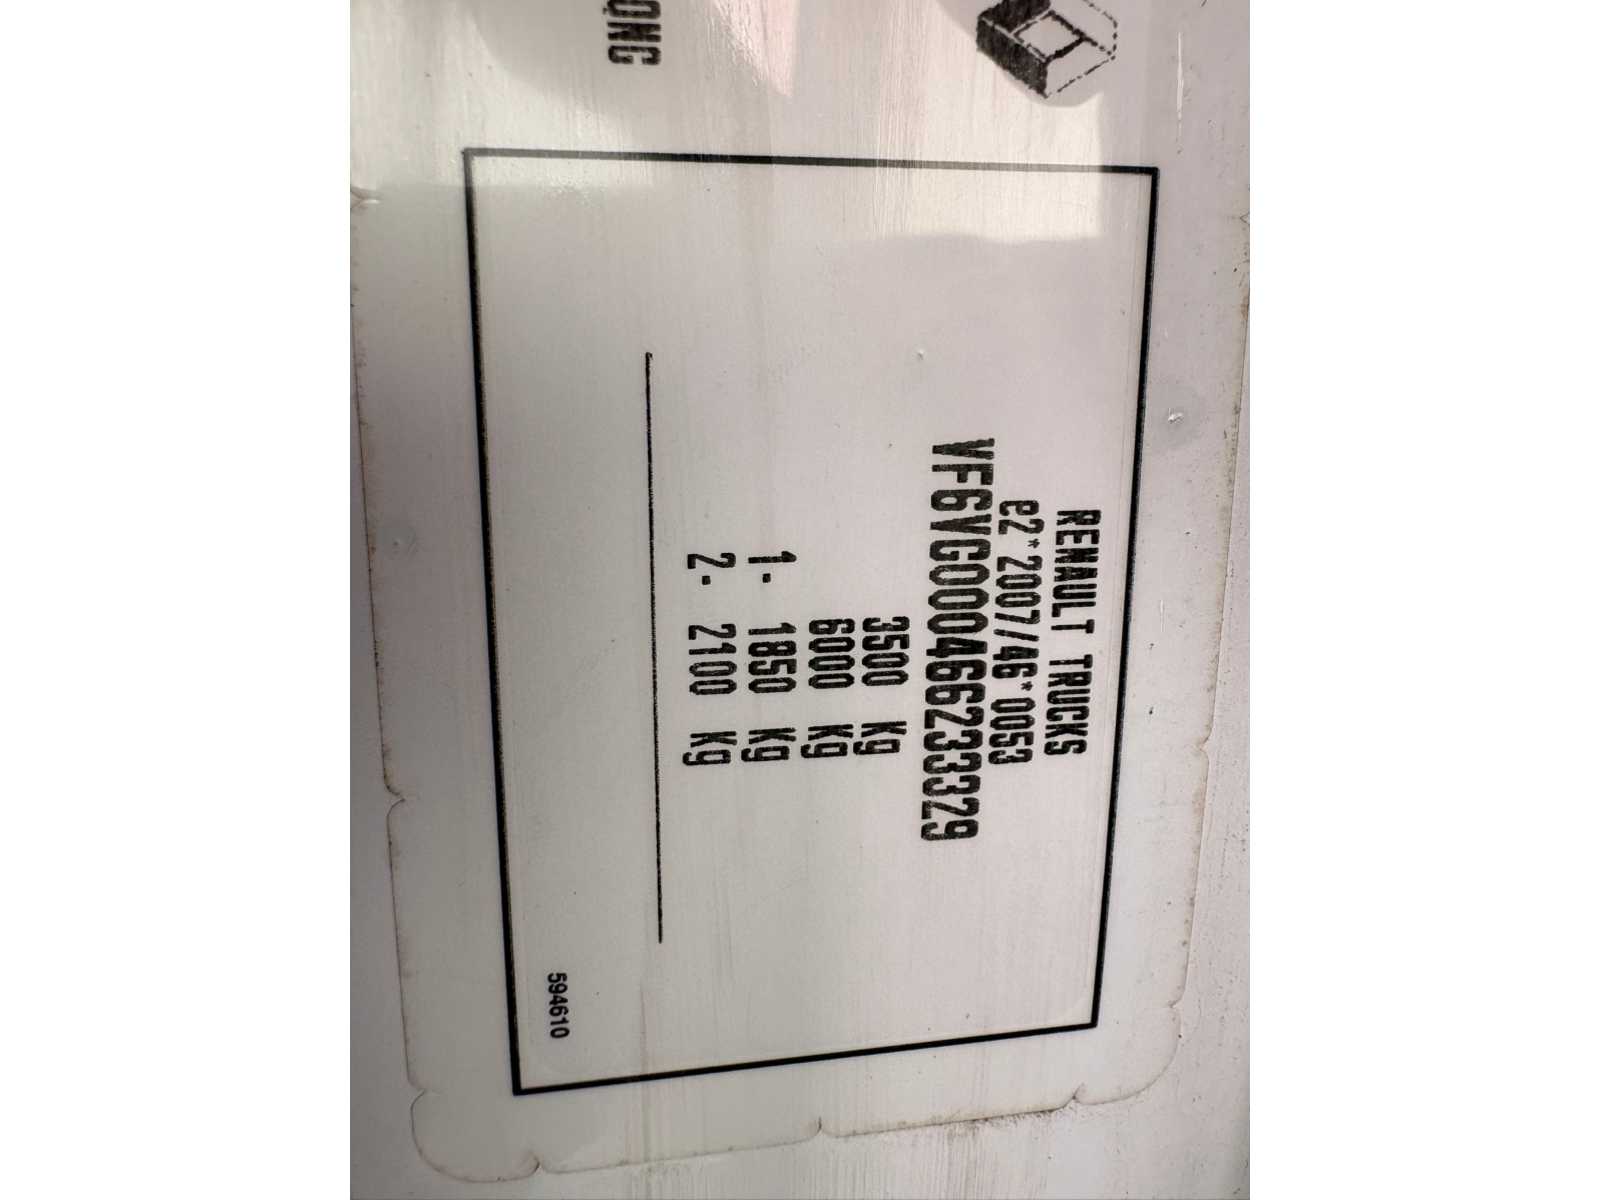 RENAULT TRUCKS
e2*2007/46*0053
VF6VG000466233329
3500 kg
6000 kg
1- 1850 kg
2- 2100 kg
594610